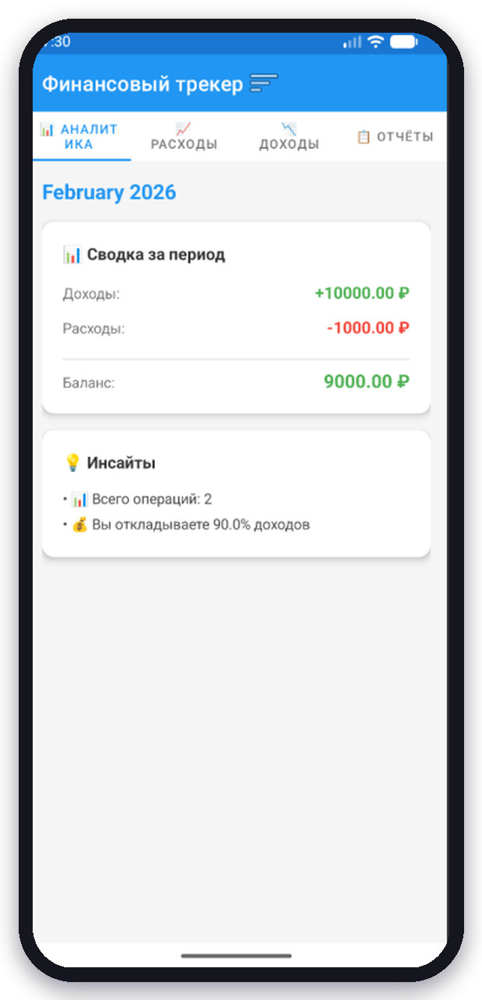 :30
Финансовый трекер
АНАЛИТ
ИКА
РАСХОДЫ
ДОХОДЫ
ОТЧЁТЫ
February 2026
Сводка за период
Доходы: +10000.00 ₽
Расходы: -1000.00 ₽
Баланс: 9000.00 ₽
Инсайты
• Всего операций: 2
• Вы откладываете 90.0% доходов